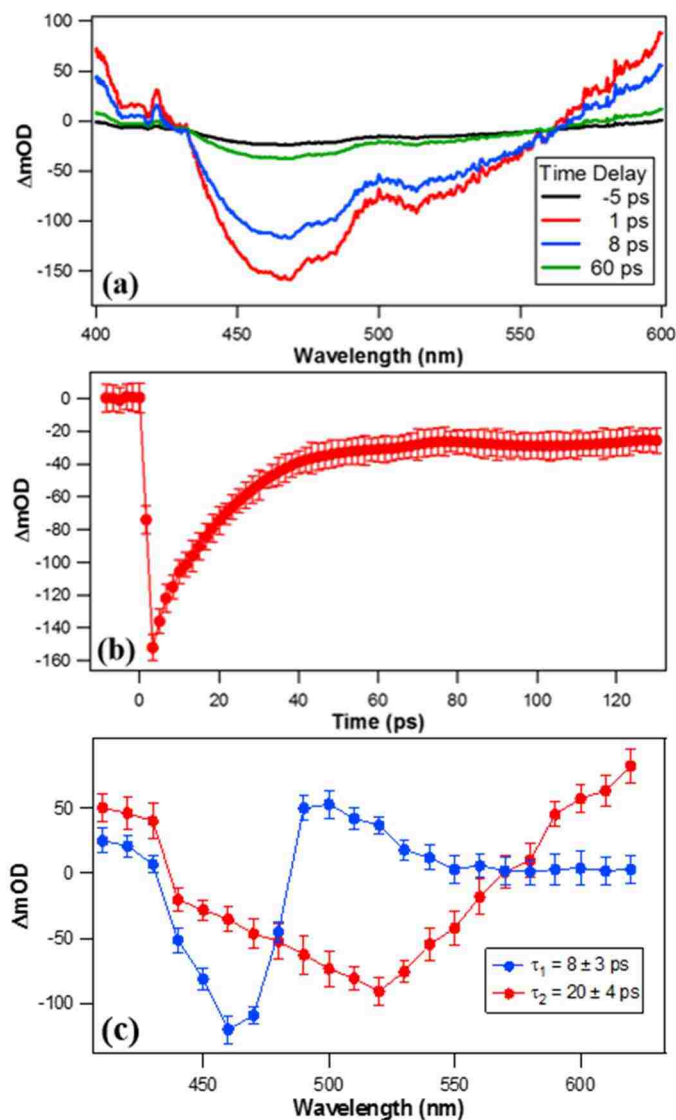 100
50
0
-50
-100
-150
ΔmOD
Time Delay
-5 ps
1 ps
8 ps
60 ps
(a)
400
450
500
550
600
Wavelength (nm)
0
-20
-40
-60
-80
-100
-120
-140
-160
ΔmOD
(b)
0
20
40
60
80
100
120
Time (ps)
50
0
-50
-100
ΔmOD
τ1 = 8 ± 3 ps
τ2 = 20 ± 4 ps
(c)
450
500
550
600
Wavelength (nm)